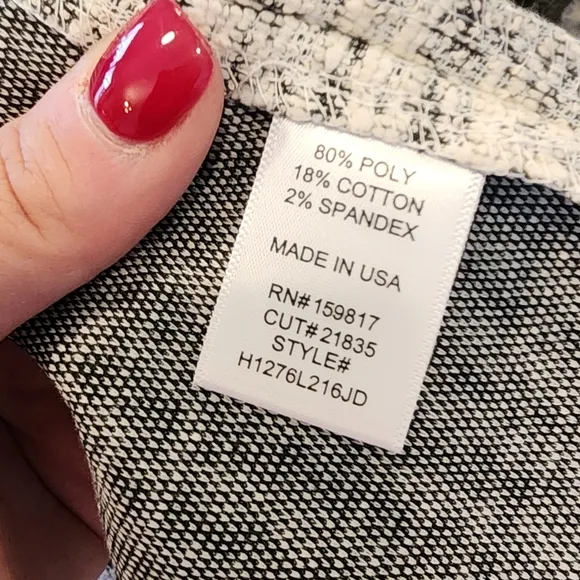 80% POLY
18% COTTON
2% SPANDEX
MADE IN USA
RN#159817
CUT#21835
STYLE#
H1276L216JD